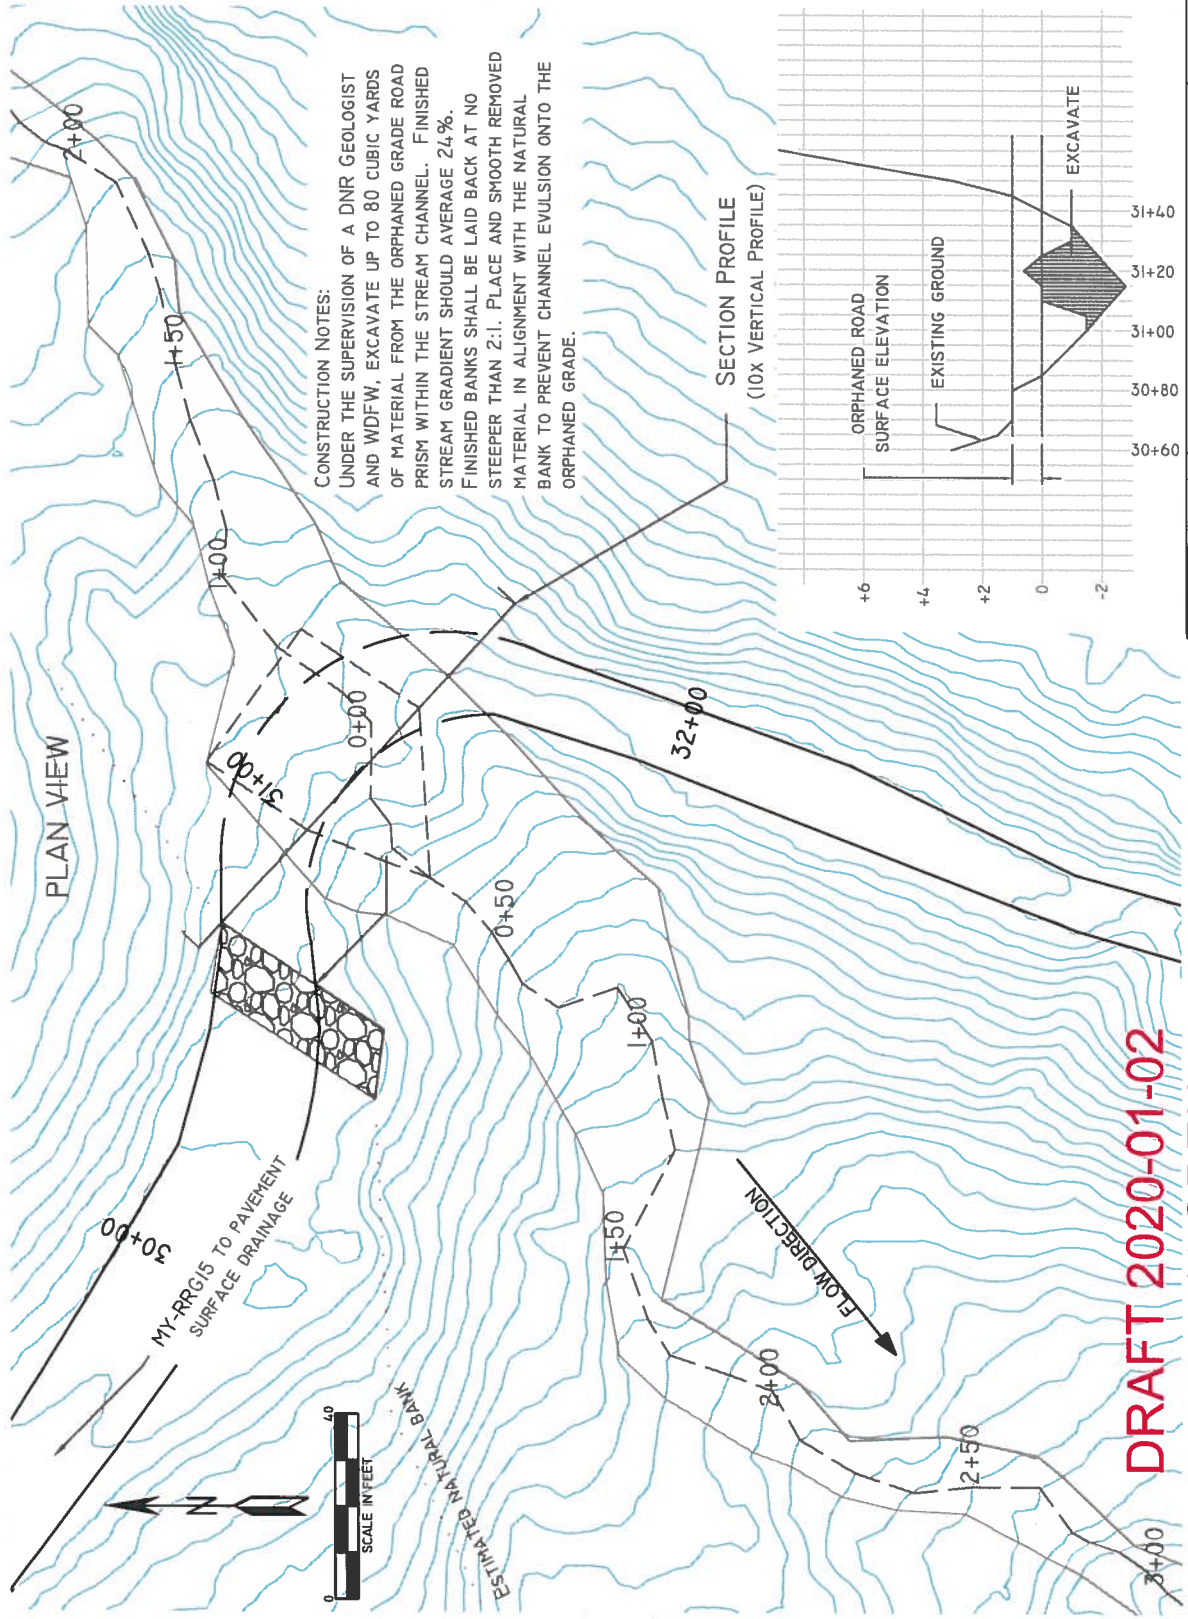 PLAN VIEW
CONSTRUCTION NOTES:
UNDER THE SUPERVISION OF A DNR GEOLOGIST
AND WDFW, EXCAVATE UP TO 80 CUBIC YARDS
OF MATERIAL FROM THE ORPHANED GRADE ROAD
PRISM WITHIN THE STREAM CHANNEL. FINISHED
STREAM GRADIENT SHOULD AVERAGE 24%.
FINISHED BANKS SHALL BE LAID BACK AT NO
STEEPER THAN 2:1. PLACE AND SMOOTH REMOVED
MATERIAL IN ALIGNMENT WITH THE NATURAL
BANK TO PREVENT CHANNEL EVULSION ONTO THE
ORPHANED GRADE.
2+00
1+50
1+00
0+00
31+00
30+00
32+00
0+50
1+00
1+50
2+00
2+50
3+00
MY-RRG15 TO PAVEMENT
SURFACE DRAINAGE
N
0
40
SCALE IN FEET
ESTIMATED NATURAL BANK
FLOW DIRECTION
SECTION PROFILE
(10X VERTICAL PROFILE)
ORPHANED ROAD
SURFACE ELEVATION
EXISTING GROUND
EXCAVATE
+6
+4
+2
0
-2
30+60
30+80
31+00
31+20
31+40
DRAFT 2020-01-02